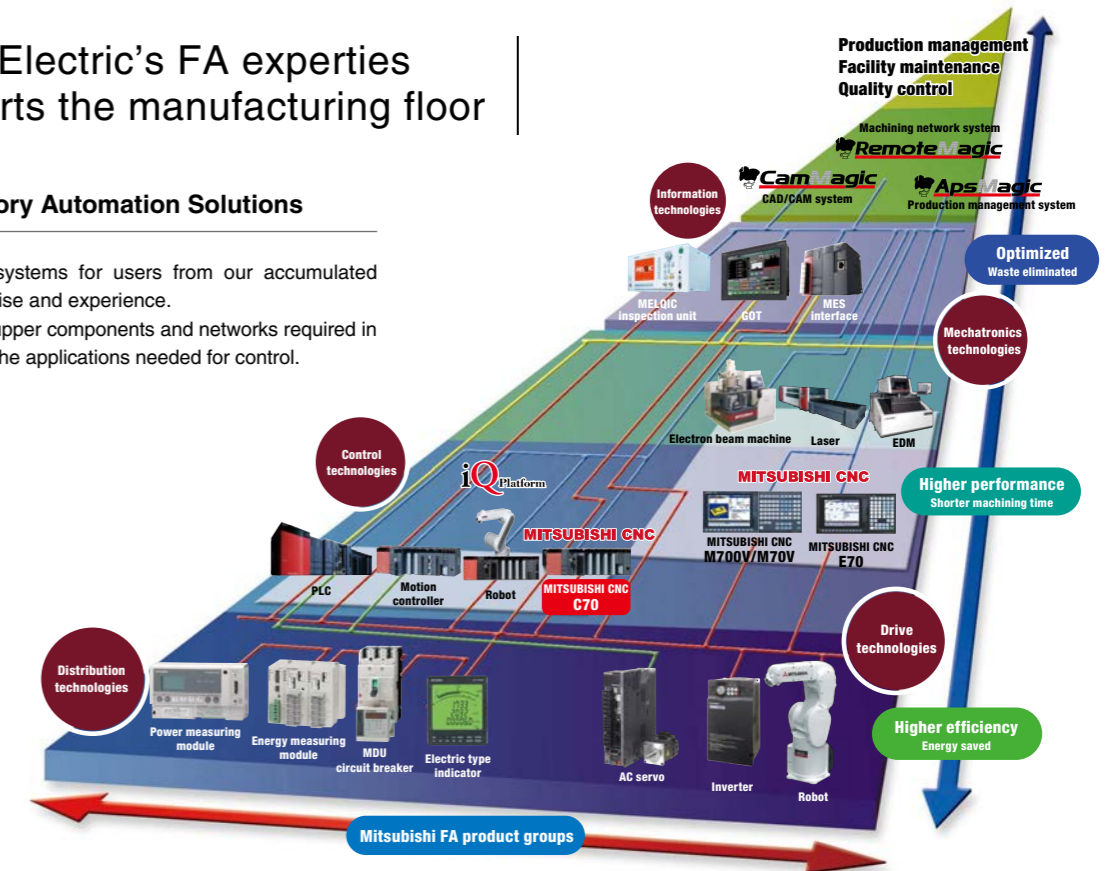 Electric's FA experties
rts the manufacturing floor
ory Automation Solutions
systems for users from our accumulated
ise and experience.
upper components and networks required in
he applications needed for control.
Production management
Facility maintenance
Quality control
Machining network system
RemoteMagic
CamMagic
CAD/CAM system
ApsMagic
Production management system
Information
technologies
Optimized
Waste eliminated
MELQIC
inspection unit
GOT
MES
interface
Mechatronics
technologies
Electron beam machine
Laser
EDM
Control
technologies
iQ Platform
MITSUBISHI CNC
Higher performance
Shorter machining time
MITSUBISHI CNC
M700V/M70V
MITSUBISHI CNC
E70
MITSUBISHI CNC
PLC
Motion
controller
Robot
MITSUBISHI CNC
C70
Drive
technologies
Distribution
technologies
Power measuring
module
Energy measuring
module
MDU
circuit breaker
Electric type
indicator
AC servo
Inverter
Robot
Higher efficiency
Energy saved
Mitsubishi FA product groups